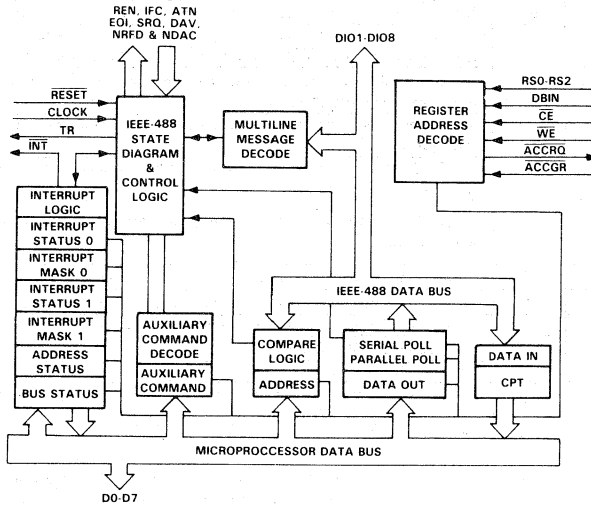 REN, IFC, ATN
EOI, SRQ, DAV,
NRFD & NDAC
DIO1-DIO8
RESET
CLOCK
TR
INT
IEEE-488
STATE
DIAGRAM
&
CONTROL
LOGIC
MULTILINE
MESSAGE
DECODE
REGISTER
ADDRESS
DECODE
RS0-RS2
DBIN
CE
WE
ACCRQ
ACCGR
INTERRUPT
LOGIC
INTERRUPT
STATUS 0
INTERRUPT
MASK 0
INTERRUPT
STATUS 1
INTERRUPT
MASK 1
ADDRESS
STATUS
BUS STATUS
IEEE-488 DATA BUS
AUXILIARY
COMMAND
DECODE
AUXILIARY
COMMAND
COMPARE
LOGIC
ADDRESS
SERIAL POLL
PARALLEL POLL
DATA OUT
DATA IN
CPT
MICROPROCCESSOR DATA BUS
D0-D7